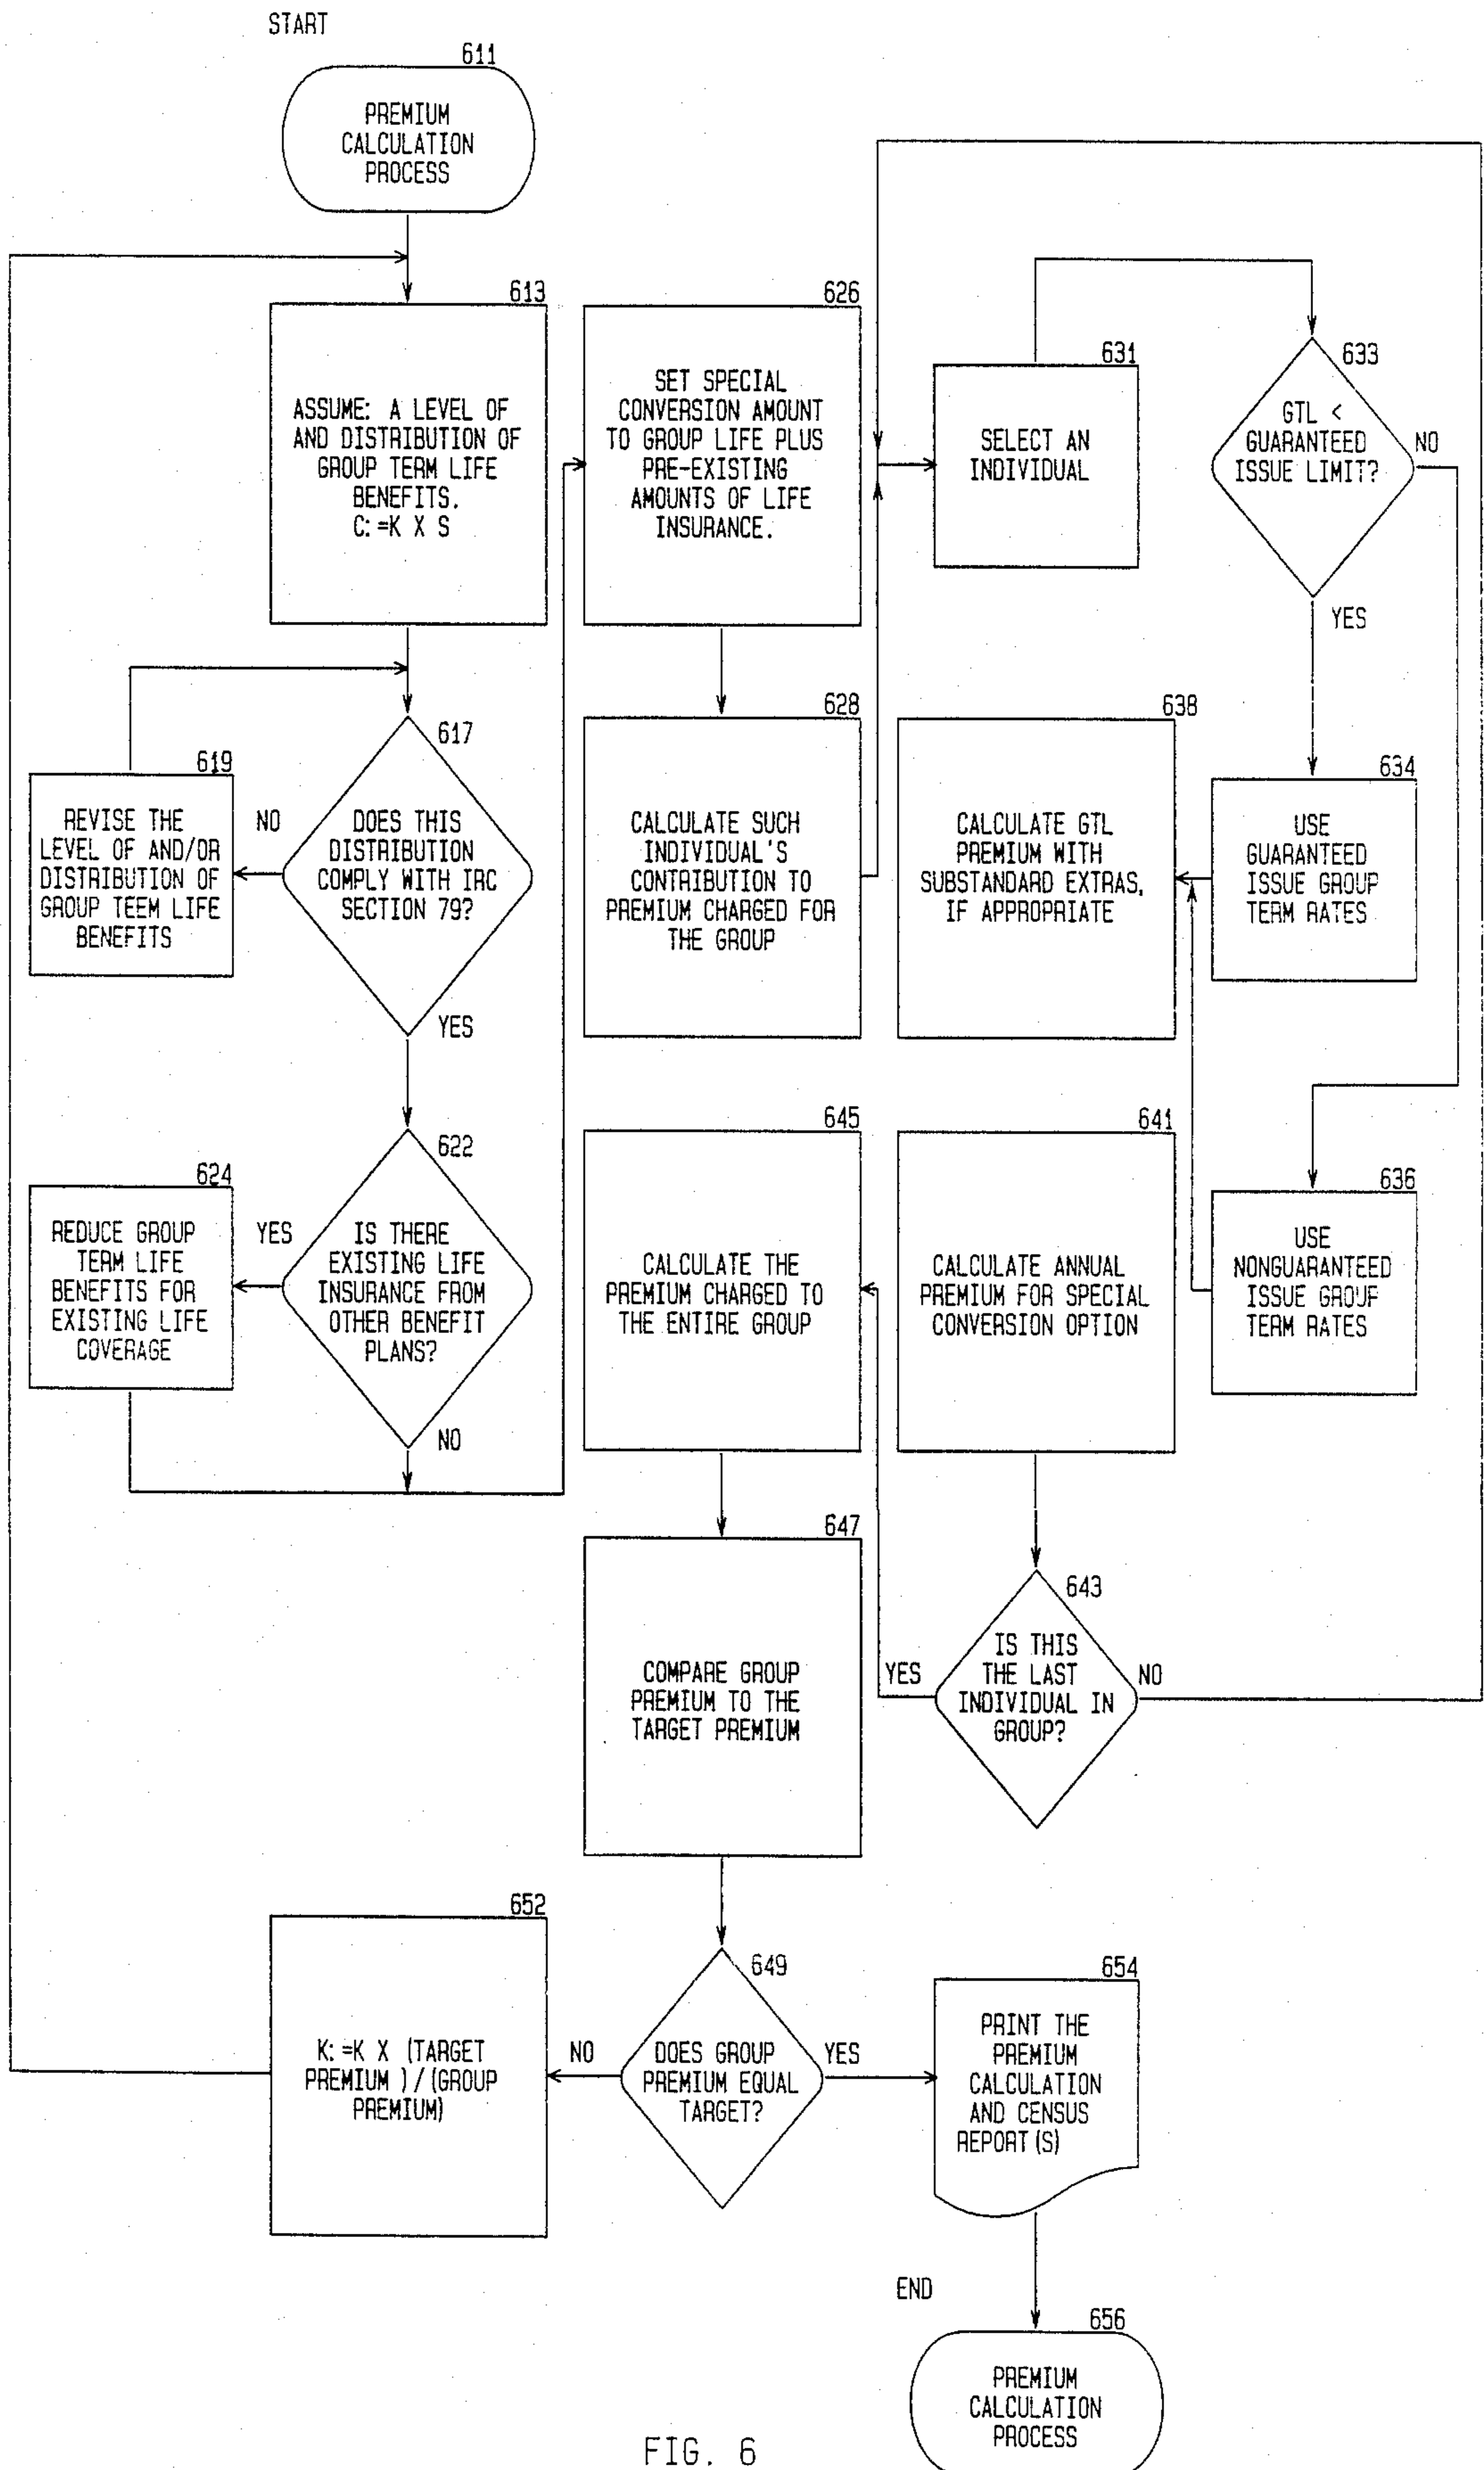 START
611
PREMIUM
CALCULATION
PROCESS
613
ASSUME: A LEVEL OF
AND DISTRIBUTION OF
GROUP TERM LIFE
BENEFITS.
C:=K X S
617
DOES THIS
DISTRIBUTION
COMPLY WITH IRC
SECTION 79?
NO
YES
619
REVISE THE
LEVEL OF AND/OR
DISTRIBUTION OF
GROUP TEEM LIFE
BENEFITS
622
IS THERE
EXISTING LIFE
INSURANCE FROM
OTHER BENEFIT
PLANS?
YES
NO
624
REDUCE GROUP
TERM LIFE
BENEFITS FOR
EXISTING LIFE
COVERAGE
626
SET SPECIAL
CONVERSION AMOUNT
TO GROUP LIFE PLUS
PRE-EXISTING
AMOUNTS OF LIFE
INSURANCE.
628
CALCULATE SUCH
INDIVIDUAL'S
CONTRIBUTION TO
PREMIUM CHARGED FOR
THE GROUP
631
SELECT AN
INDIVIDUAL
633
GTL <
GUARANTEED
ISSUE LIMIT?
NO
YES
634
USE
GUARANTEED
ISSUE GROUP
TERM RATES
636
USE
NONGUARANTEED
ISSUE GROUP
TERM RATES
638
CALCULATE GTL
PREMIUM WITH
SUBSTANDARD EXTRAS,
IF APPROPRIATE
641
CALCULATE ANNUAL
PREMIUM FOR SPECIAL
CONVERSION OPTION
643
IS THIS
THE LAST
INDIVIDUAL IN
GROUP?
YES
NO
645
CALCULATE THE
PREMIUM CHARGED TO
THE ENTIRE GROUP
647
COMPARE GROUP
PREMIUM TO THE
TARGET PREMIUM
649
DOES GROUP
PREMIUM EQUAL
TARGET?
NO
YES
652
K:=K X (TARGET
PREMIUM )/(GROUP
PREMIUM)
654
PRINT THE
PREMIUM
CALCULATION
AND CENSUS
REPORT(S)
END
656
PREMIUM
CALCULATION
PROCESS
FIG. 6